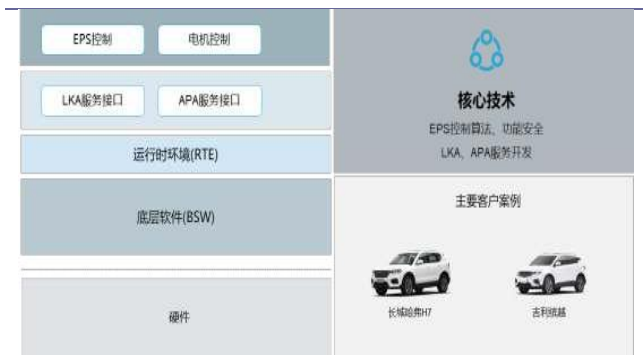 EPS控制
电机控制
LKA服务接口
APA服务接口
运行时环境(RTE)
底层软件(BSW)
硬件
核心技术
EPS控制算法、功能安全
LKA、APA服务开发
主要客户案例
长城哈弗H7
吉利缤越